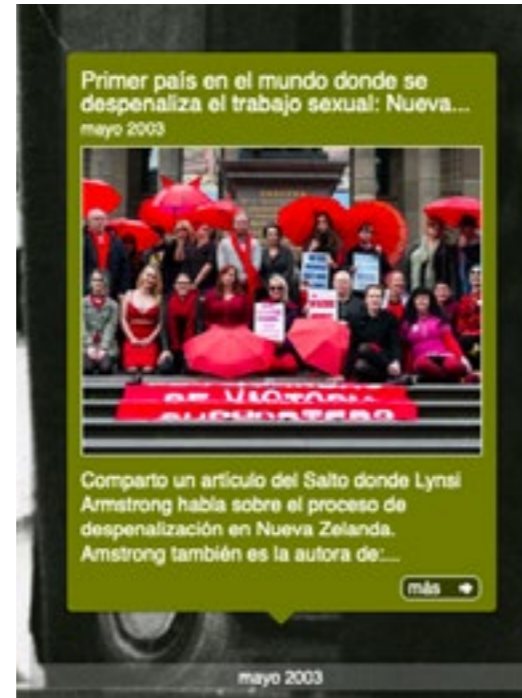 Primer país en el mundo donde se
despenaliza el trabajo sexual: Nueva...
mayo 2003
Comparto un artículo del Salto donde Lynsi
Armstrong habla sobre el proceso de
despenalización en Nueva Zelanda.
Amstrong también es la autora de:...
más
mayo 2003